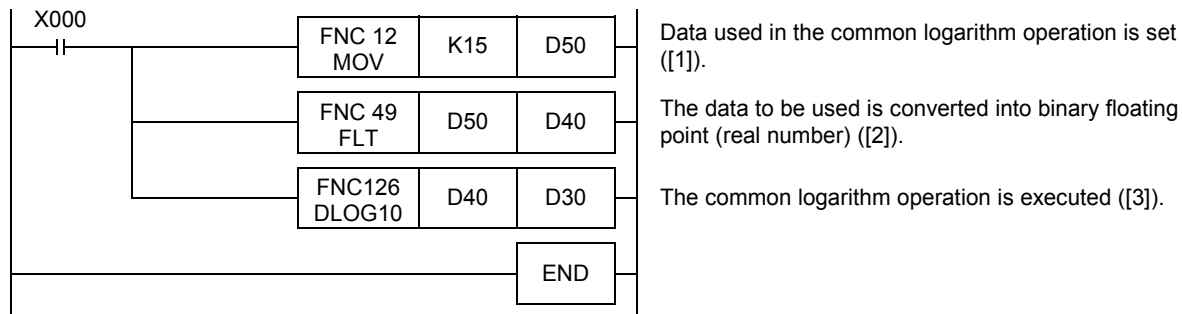 X000
FNC 12
MOV
K15
D50
Data used in the common logarithm operation is set
([1]).
FNC 49
FLT
D50
D40
The data to be used is converted into binary floating
point (real number) ([2]).
FNC126
DLOG10
D40
D30
The common logarithm operation is executed ([3]).
END